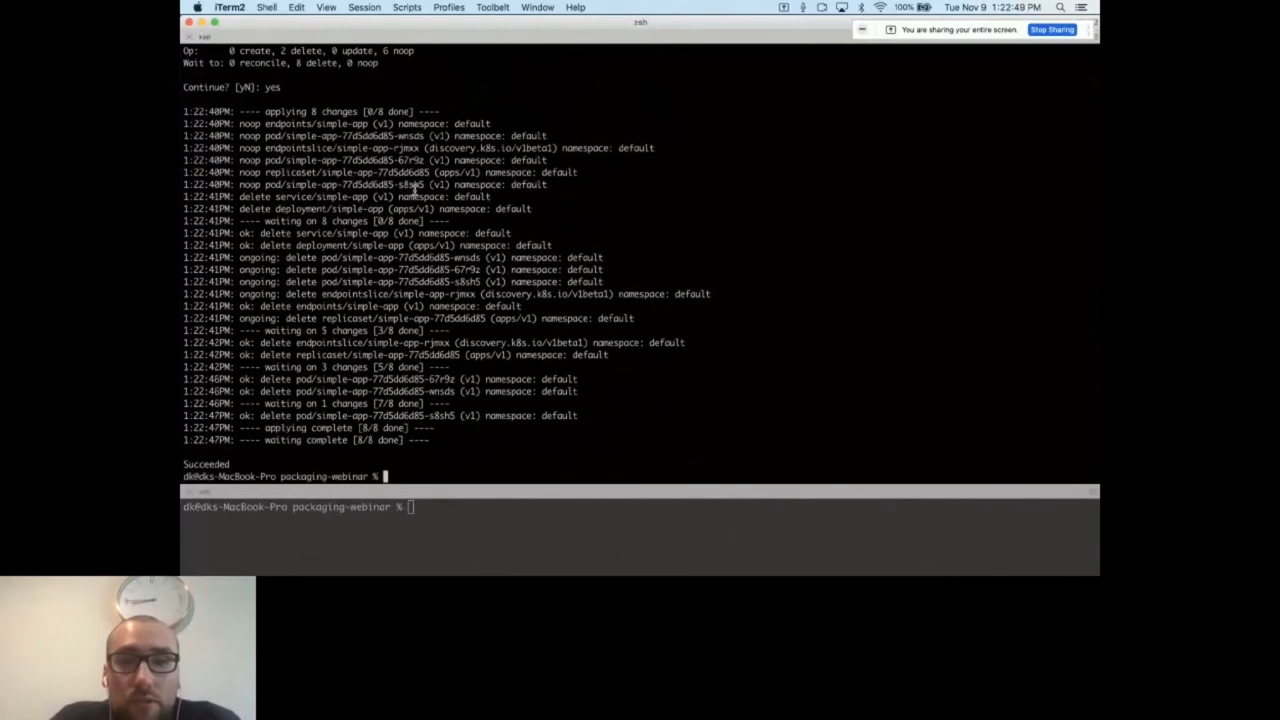 iTerm2 Shell Edit View Session Scripts Profiles Toolbelt Window Help 100% Tue Nov 9 1:22:49 PM
zsh
You are sharing your entire screen. Stop Sharing
Op: 0 create, 2 delete, 0 update, 6 noop
Wait to: 0 reconcile, 8 delete, 0 noop
Continue? [yN]: yes
1:22:40PM: ---- applying 8 changes [0/8 done] ----
1:22:40PM: noop endpoints/simple-app (v1) namespace: default
1:22:40PM: noop pod/simple-app-77d5dd6d85-wnsds (v1) namespace: default
1:22:40PM: noop endpointslice/simple-app-rjmxx (discovery.k8s.io/v1beta1) namespace: default
1:22:40PM: noop pod/simple-app-77d5dd6d85-67r9z (v1) namespace: default
1:22:40PM: noop replicaset/simple-app-77d5dd6d85 (apps/v1) namespace: default
1:22:40PM: noop pod/simple-app-77d5dd6d85-s8sh5 (v1) namespace: default
1:22:41PM: delete service/simple-app (v1) namespace: default
1:22:41PM: delete deployment/simple-app (apps/v1) namespace: default
1:22:41PM: ---- waiting on 8 changes [0/8 done] ----
1:22:41PM: ok: delete service/simple-app (v1) namespace: default
1:22:41PM: ok: delete deployment/simple-app (apps/v1) namespace: default
1:22:41PM: ongoing: delete pod/simple-app-77d5dd6d85-wnsds (v1) namespace: default
1:22:41PM: ongoing: delete pod/simple-app-77d5dd6d85-67r9z (v1) namespace: default
1:22:41PM: ongoing: delete pod/simple-app-77d5dd6d85-s8sh5 (v1) namespace: default
1:22:41PM: ongoing: delete endpointslice/simple-app-rjmxx (discovery.k8s.io/v1beta1) namespace: default
1:22:41PM: ok: delete endpoints/simple-app (v1) namespace: default
1:22:41PM: ongoing: delete replicaset/simple-app-77d5dd6d85 (apps/v1) namespace: default
1:22:41PM: ---- waiting on 5 changes [3/8 done] ----
1:22:42PM: ok: delete endpointslice/simple-app-rjmxx (discovery.k8s.io/v1beta1) namespace: default
1:22:42PM: ok: delete replicaset/simple-app-77d5dd6d85 (apps/v1) namespace: default
1:22:42PM: ---- waiting on 3 changes [5/8 done] ----
1:22:46PM: ok: delete pod/simple-app-77d5dd6d85-67r9z (v1) namespace: default
1:22:46PM: ok: delete pod/simple-app-77d5dd6d85-wnsds (v1) namespace: default
1:22:46PM: ---- waiting on 1 changes [7/8 done] ----
1:22:47PM: ok: delete pod/simple-app-77d5dd6d85-s8sh5 (v1) namespace: default
1:22:47PM: ---- applying complete [8/8 done] ----
1:22:47PM: ---- waiting complete [8/8 done] ----
Succeeded
dk@dks-MacBook-Pro packaging-webinar %
dk@dks-MacBook-Pro packaging-webinar %